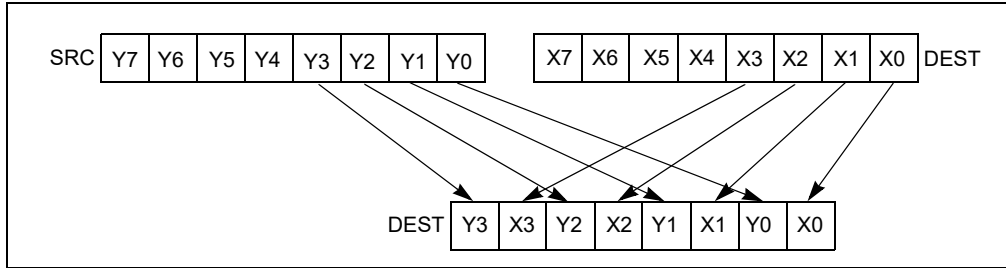 SRC Y7 Y6 Y5 Y4 Y3 Y2 Y1 Y0 X7 X6 X5 X4 X3 X2 X1 X0 DEST
DEST Y3 X3 Y2 X2 Y1 X1 Y0 X0